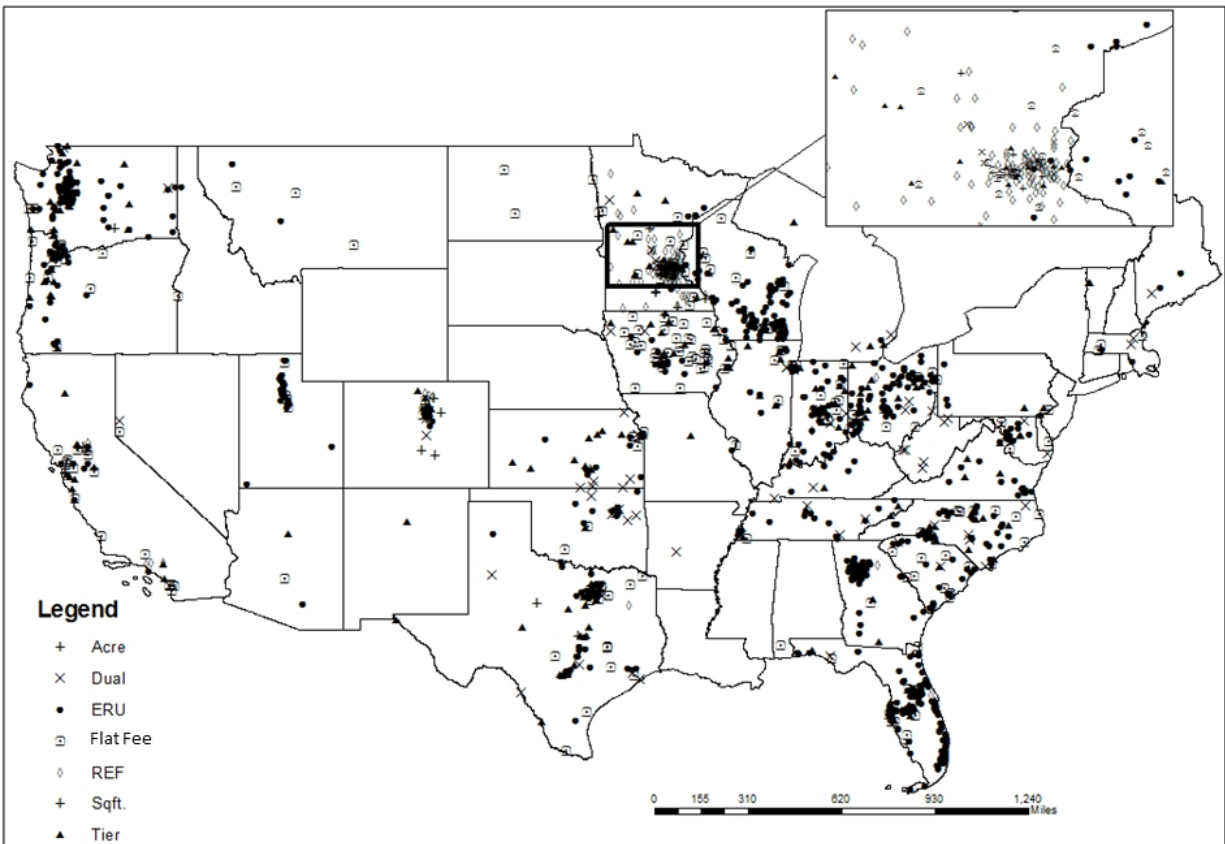 Legend
Acre
Dual
ERU
Flat Fee
REF
Sqft.
Tier
0 155 310 620 930 1,240
Miles